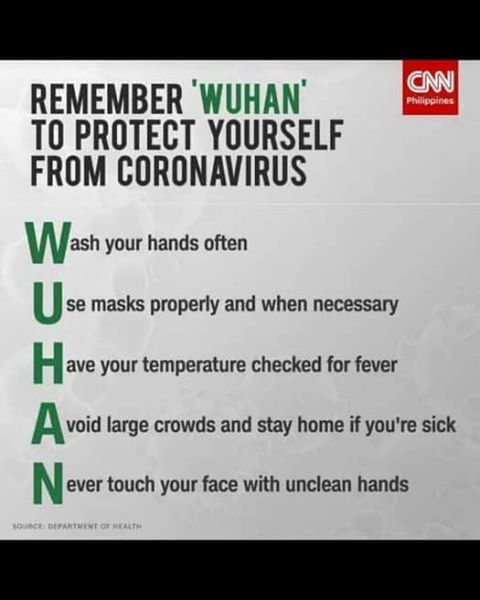 CNN
Philippines
REMEMBER 'WUHAN'
TO PROTECT YOURSELF
FROM CORONAVIRUS
Wash your hands often
Use masks properly and when necessary
Have your temperature checked for fever
Avoid large crowds and stay home if you're sick
Never touch your face with unclean hands
SOURCE: DEPARTMENT OF HEALTH